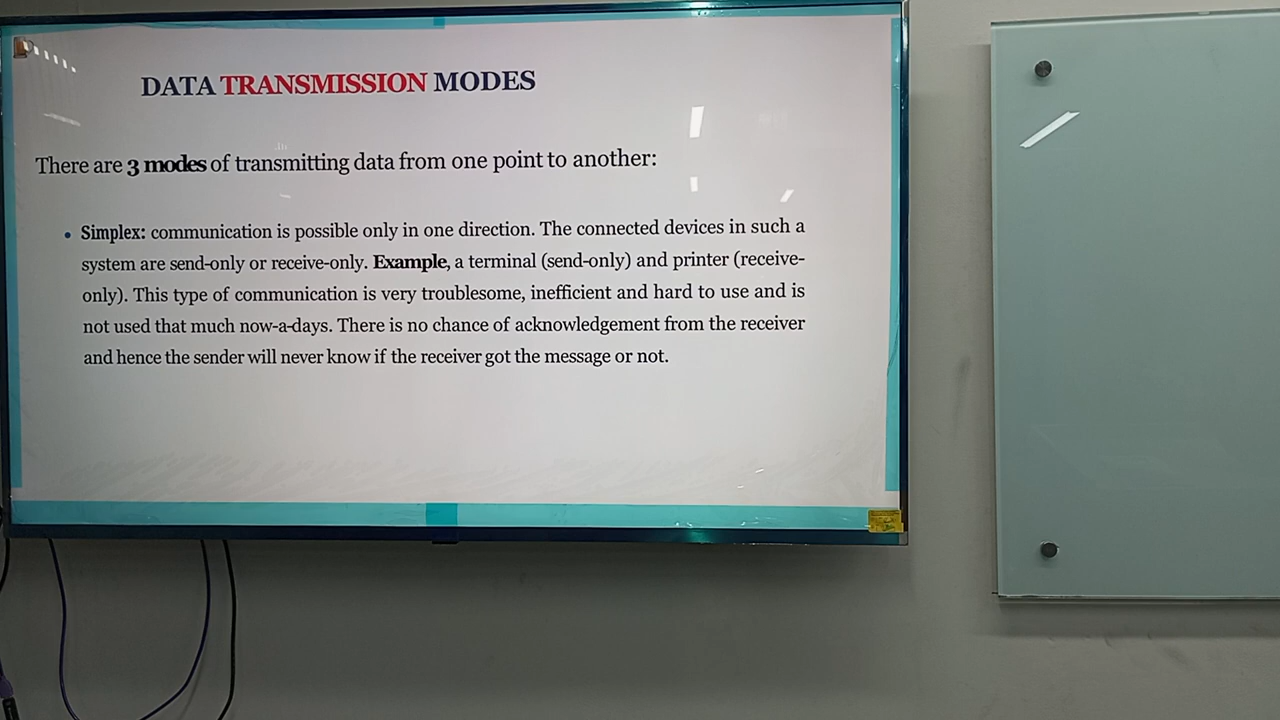 DATA TRANSMISSION MODES
There are 3 modes of transmitting data from one point to another:
• Simplex: communication is possible only in one direction. The connected devices in such a
system are send-only or receive-only. Example, a terminal (send-only) and printer (receive-
only). This type of communication is very troublesome, inefficient and hard to use and is
not used that much now-a-days. There is no chance of acknowledgement from the receiver
and hence the sender will never know if the receiver got the message or not.